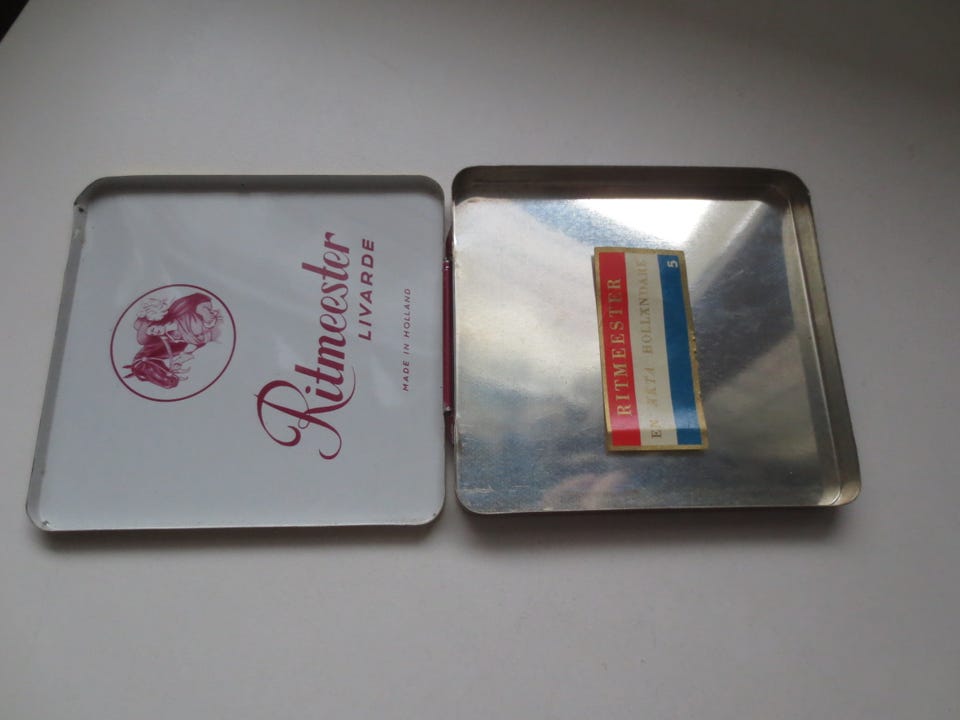 Ritmeester
LIVARDE
MADE IN HOLLAND
RITMEESTER
EN ÄKTA HOLLÄNDARE
5